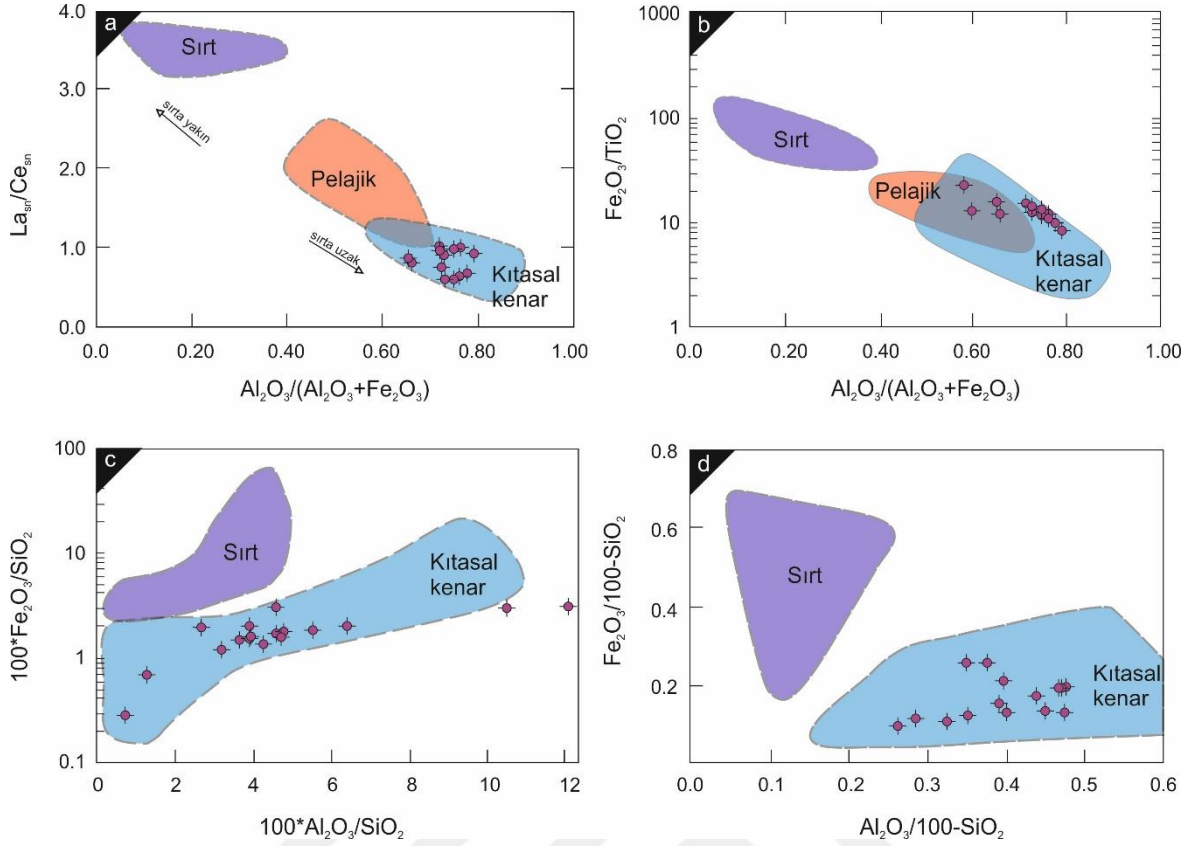 a
4.0
3.0
2.0
1.0
0.0
La_sn/Ce_sn
Sırt
sırta yakın
Pelajik
sırta uzak
Kıtasal
kenar
0.0 0.20 0.40 0.60 0.80 1.00
Al₂O₃/(Al₂O₃+Fe₂O₃)
b
1000
100
10
1
Fe₂O₃/TiO₂
Sırt
Pelajik
Kıtasal
kenar
0.0 0.20 0.40 0.60 0.80 1.00
Al₂O₃/(Al₂O₃+Fe₂O₃)
c
100
10
1
0.1
100*Fe₂O₃/SiO₂
Sırt
Kıtasal
kenar
0 2 4 6 8 10 12
100*Al₂O₃/SiO₂
d
0.8
0.6
0.4
0.2
0.0
Fe₂O₃/100-SiO₂
Sırt
Kıtasal
kenar
0.1 0.2 0.3 0.4 0.5 0.6
Al₂O₃/100-SiO₂